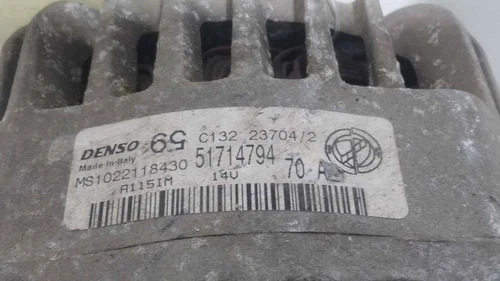 DENSO 59 C132 23704/2
Made in Italy
MS1022118430 51714794 70 A
A115IM 14V